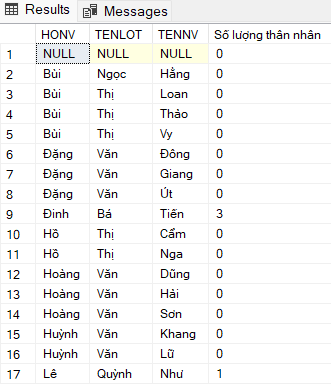 Results Messages
HONV TENLOT TENNV Số lượng thân nhân
1 NULL NULL NULL 0
2 Bùi Ngọc Hằng 0
3 Bùi Thị Loan 0
4 Bùi Thị Thảo 0
5 Bùi Thị Vy 0
6 Đặng Văn Đông 0
7 Đặng Văn Giang 0
8 Đặng Văn Út 0
9 Đinh Bá Tiến 3
10 Hồ Thị Cẩm 0
11 Hồ Thị Nga 0
12 Hoàng Văn Dũng 0
13 Hoàng Văn Hải 0
14 Hoàng Văn Sơn 0
15 Huỳnh Văn Khang 0
16 Huỳnh Văn Lữ 0
17 Lê Quỳnh Như 1